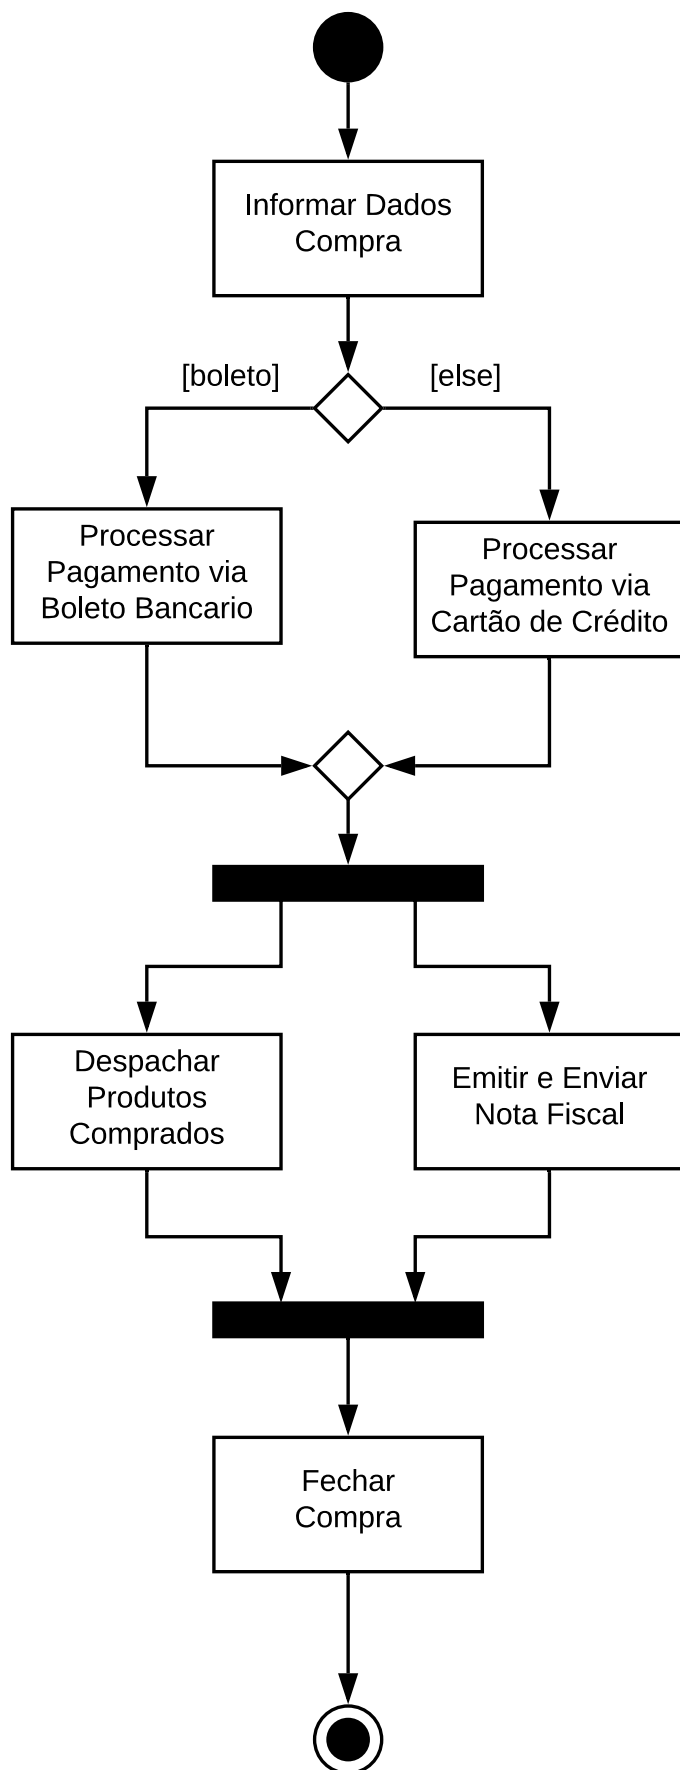 Informar Dados
Compra
[boleto]
[else]
Processar
Pagamento via
Boleto Bancario
Processar
Pagamento via
Cartão de Crédito
Despachar
Produtos
Comprados
Emitir e Enviar
Nota Fiscal
Fechar
Compra